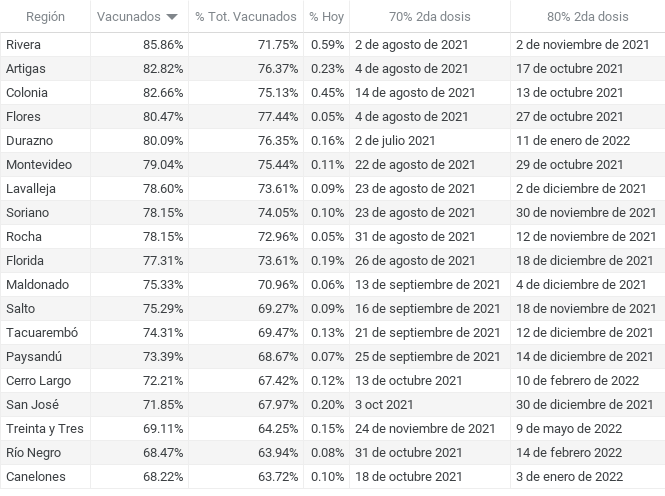 Región Vacunados % Tot. Vacunados % Hoy 70% 2da dosis 80% 2da dosis
Rivera 85.86% 71.75% 0.59% 2 de agosto de 2021 2 de noviembre de 2021
Artigas 82.82% 76.37% 0.23% 4 de agosto de 2021 17 de octubre 2021
Colonia 82.66% 75.13% 0.45% 14 de agosto de 2021 13 de octubre 2021
Flores 80.47% 77.44% 0.05% 4 de agosto de 2021 27 de octubre 2021
Durazno 80.09% 76.35% 0.16% 2 de julio 2021 11 de enero de 2022
Montevideo 79.04% 75.44% 0.11% 22 de agosto de 2021 29 de octubre 2021
Lavalleja 78.60% 73.61% 0.09% 23 de agosto de 2021 2 de diciembre de 2021
Soriano 78.15% 74.05% 0.10% 23 de agosto de 2021 30 de noviembre de 2021
Rocha 78.15% 72.96% 0.05% 31 de agosto de 2021 12 de noviembre de 2021
Florida 77.31% 73.61% 0.19% 26 de agosto de 2021 18 de diciembre de 2021
Maldonado 75.33% 70.96% 0.06% 13 de septiembre de 2021 4 de diciembre de 2021
Salto 75.29% 69.27% 0.09% 16 de septiembre de 2021 18 de noviembre de 2021
Tacuarembó 74.31% 69.47% 0.13% 21 de septiembre de 2021 12 de diciembre de 2021
Paysandú 73.39% 68.67% 0.07% 25 de septiembre de 2021 14 de diciembre de 2021
Cerro Largo 72.21% 67.42% 0.12% 13 de octubre 2021 10 de febrero de 2022
San José 71.85% 67.97% 0.20% 3 oct 2021 30 de diciembre de 2021
Treinta y Tres 69.11% 64.25% 0.15% 24 de noviembre de 2021 9 de mayo de 2022
Río Negro 68.47% 63.94% 0.08% 31 de octubre 2021 14 de febrero 2022
Canelones 68.22% 63.72% 0.10% 18 de octubre 2021 3 de enero de 2022